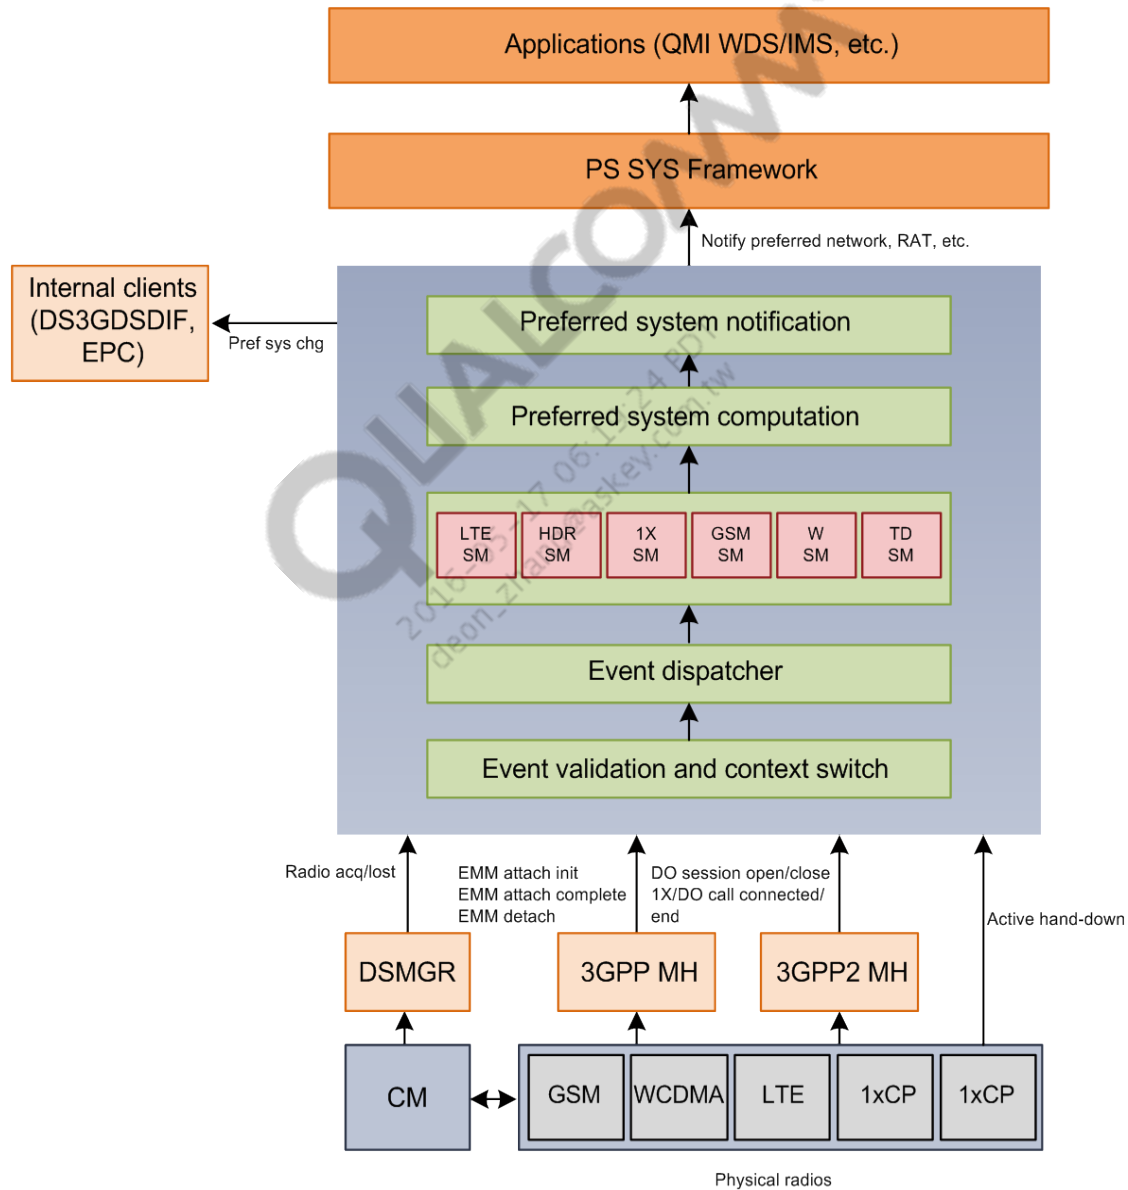 Applications (QMI WDS/IMS, etc.)
PS SYS Framework
Notify preferred network, RAT, etc.
Internal clients
(DS3GDSDIF,
EPC)
Pref sys chg
Preferred system notification
Preferred system computation
LTE
SM
HDR
SM
1X
SM
GSM
SM
W
SM
TD
SM
Event dispatcher
Event validation and context switch
Radio acq/lost
EMM attach init
EMM attach complete
EMM detach
DO session open/close
1X/DO call connected/
end
Active hand-down
DSMGR
3GPP MH
3GPP2 MH
CM
GSM
WCDMA
LTE
1xCP
1xCP
Physical radios
QUALCOMM
2016-05-17
PDT